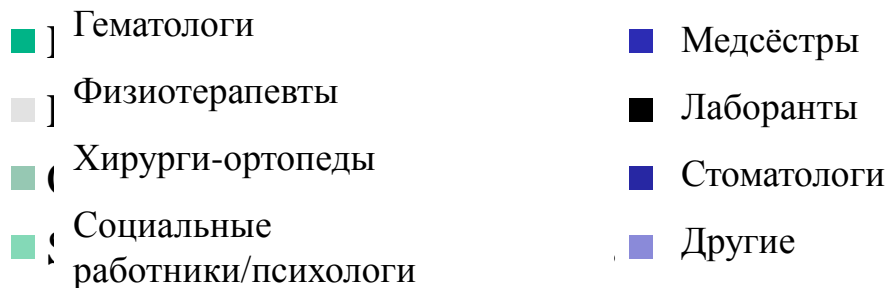 Гематологи
Физиотерапевты
Хирурги-ортопеды
Социальные
работники/психологи
Медсёстры
Лаборанты
Стоматологи
Другие